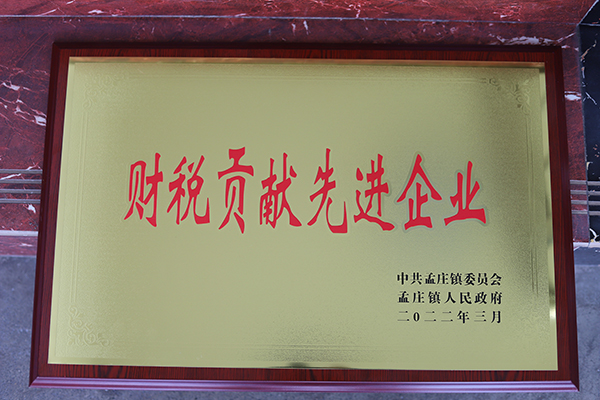 财税贡献先进企业
中共孟庄镇委员会
孟庄镇人民政府
二0二二年三月